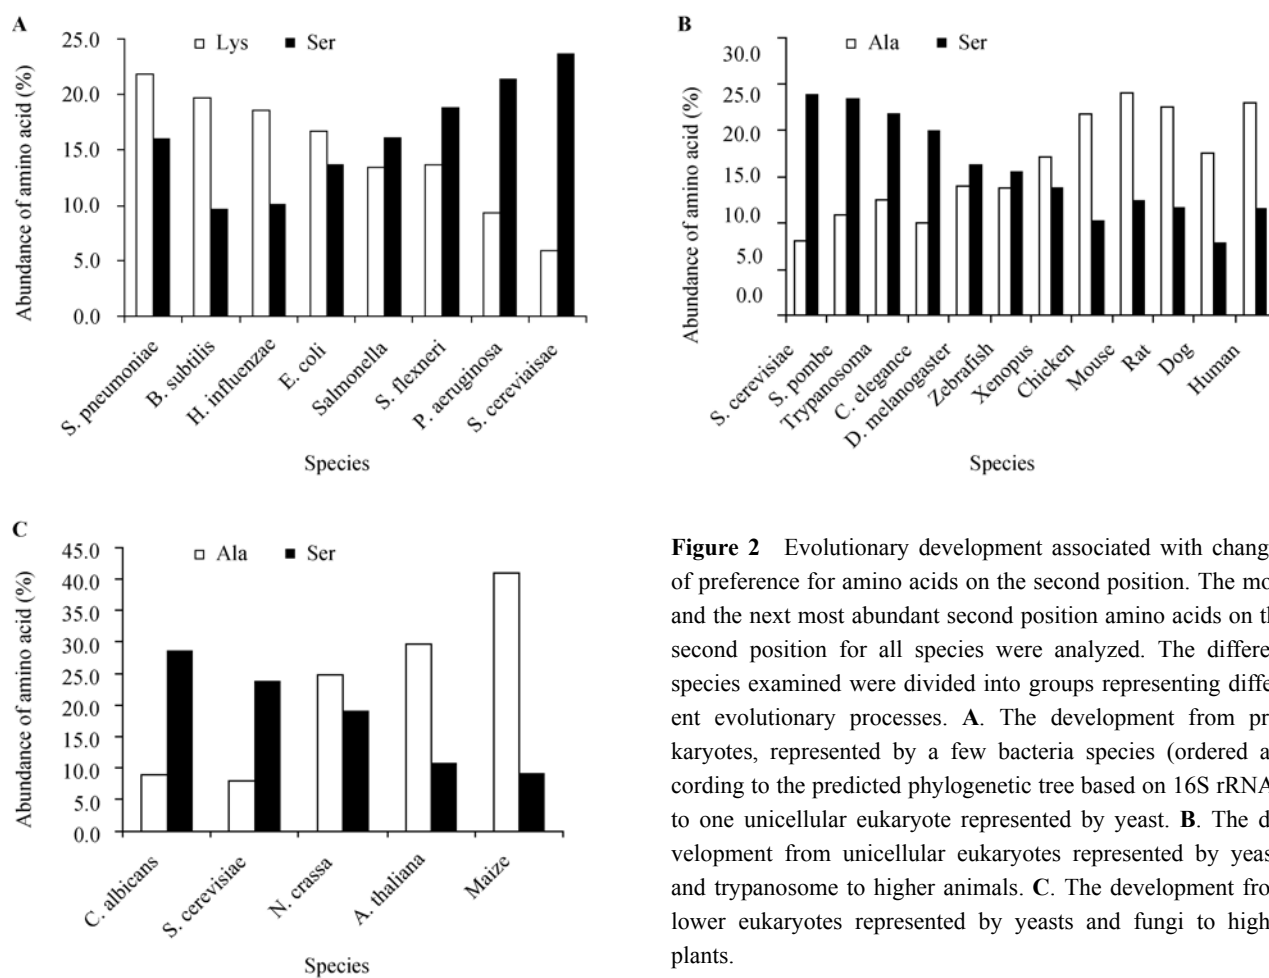 A
Lys
Ser
Abundance of amino acid (%)
25.0
20.0
15.0
10.0
5.0
0.0
S. pneumoniae
B. subtilis
H. influenzae
E. coli
Salmonella
S. flexneri
P. aeruginosa
S. cereviaisae
Species
B
Ala
Ser
Abundance of amino acid (%)
30.0
25.0
20.0
15.0
10.0
5.0
0.0
S. cerevisiae
S. pombe
Trypanosoma
C. elegance
D. melanogaster
Zebrafish
Xenopus
Chicken
Mouse
Rat
Dog
Human
Species
C
Ala
Ser
Abundance of amino acid (%)
45.0
40.0
35.0
30.0
25.0
20.0
15.0
10.0
5.0
0.0
C. albicans
S. cerevisiae
N. crassa
A. thaliana
Maize
Species
Figure 2 Evolutionary development associated with chang
of preference for amino acids on the second position. The mo
and the next most abundant second position amino acids on th
second position for all species were analyzed. The differen
species examined were divided into groups representing diffe
ent evolutionary processes. A. The development from pr
karyotes, represented by a few bacteria species (ordered a
cording to the predicted phylogenetic tree based on 16S rRNA
to one unicellular eukaryote represented by yeast. B. The d
velopment from unicellular eukaryotes represented by yeas
and trypanosome to higher animals. C. The development fro
lower eukaryotes represented by yeasts and fungi to high
plants.